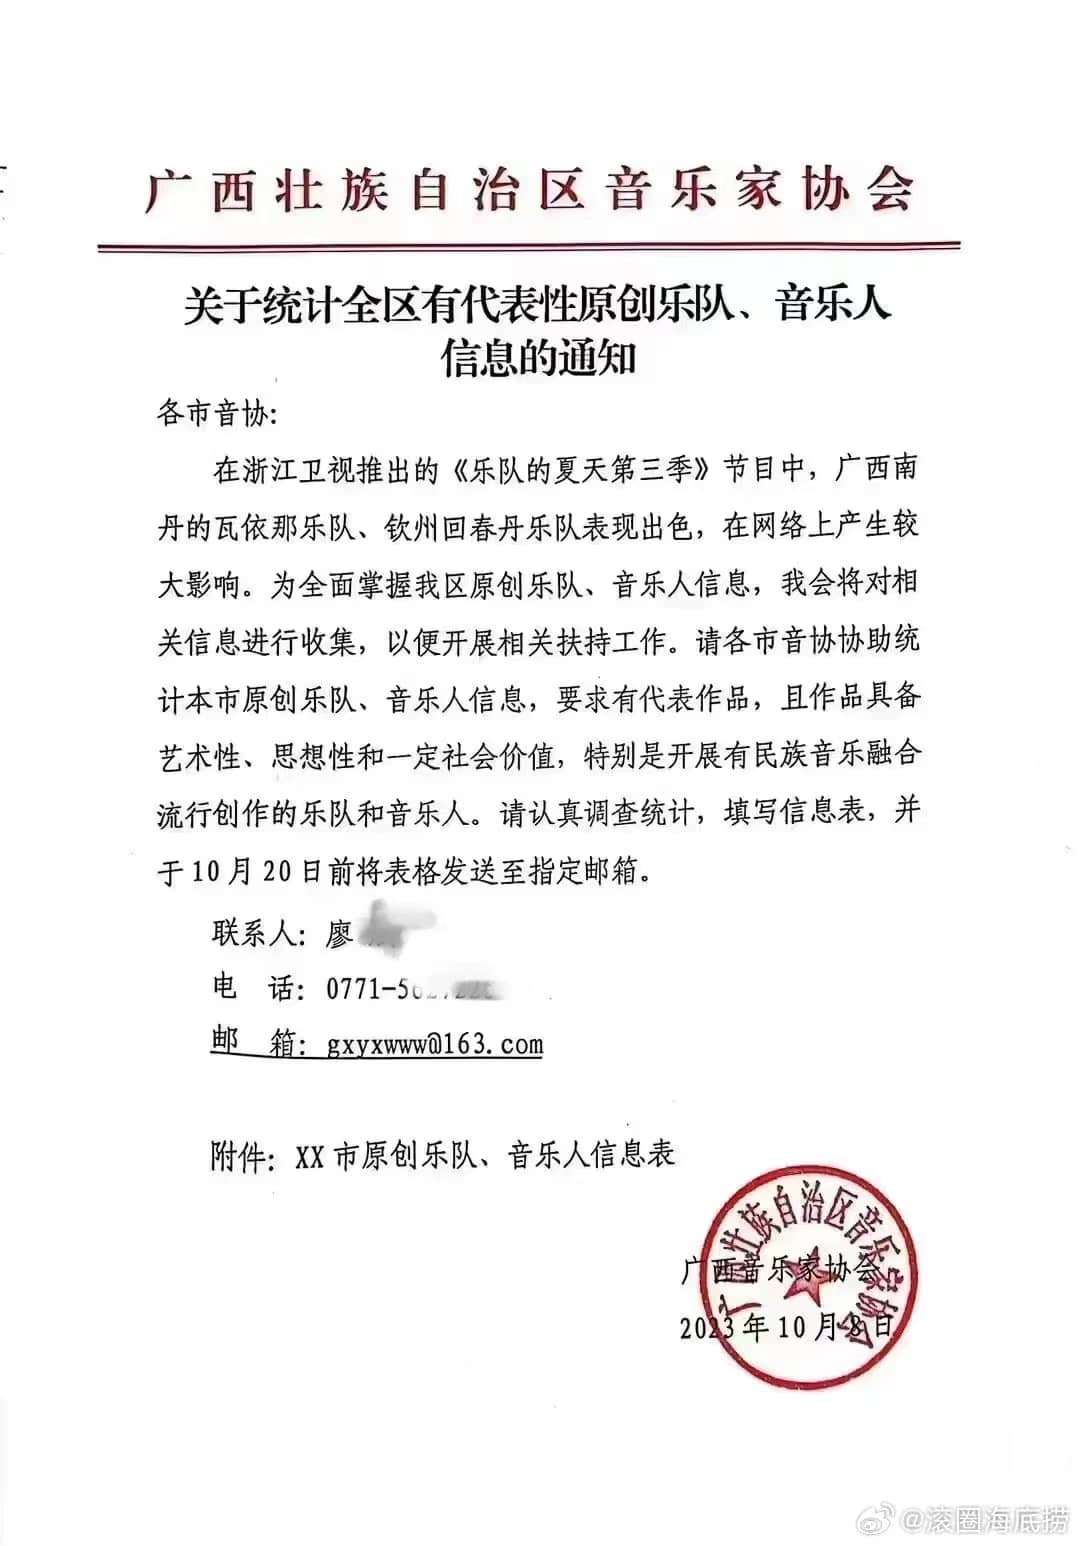 广西壮族自治区音乐家协会
关于统计全区有代表性原创乐队、音乐人
信息的通知
各市音协：
在浙江卫视推出的《乐队的夏天第三季》节目中，广西南
丹的瓦依那乐队、钦州回春丹乐队表现出色，在网络上产生较
大影响。为全面掌握我区原创乐队、音乐人信息，我会将对相
关信息进行收集，以便开展相关扶持工作。请各市音协协助统
计本市原创乐队、音乐人信息，要求有代表作品，且作品具备
艺术性、思想性和一定社会价值，特别是开展有民族音乐融合
流行创作的乐队和音乐人。请认真调查统计，填写信息表，并
于10月20日前将表格发送至指定邮箱。
联系人：廖
电 话：0771-56
邮 箱：gxyxwww@163.com
附件：XX市原创乐队、音乐人信息表
广西壮族自治区音乐家协会
广西音乐家协会
2023年10月8日
@滚圈海底捞